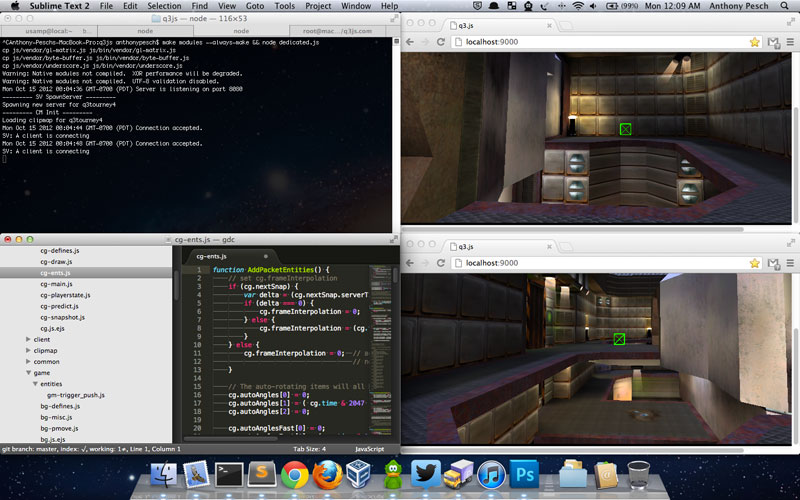 Sublime Text 2 File Edit Selection Find View Goto Tools Project Window Help
(99%) Mon 12:09 AM Anthony Pesch
q3js — node — 116×53
usamp@local:~ node node root@mac.../q3js.com
^CAnthony-Peschs-MacBook-Pro:q3js anthonypesch$ make modules --always-make && node dedicated.js
cp js/vendor/gl-matrix.js js/bin/vendor/gl-matrix.js
cp js/vendor/byte-buffer.js js/bin/vendor/byte-buffer.js
cp js/vendor/underscore.js js/bin/vendor/underscore.js
Warning: Native modules not compiled. XOR performance will be degraded.
Warning: Native modules not compiled. UTF-8 validation disabled.
Mon Oct 15 2012 00:04:36 GMT-0700 (PDT) Server is listening on port 8080
--------- SV SpawnServer ---------
Spawning new server for q3tourney4
--------- CM Init ---------
Loading clipmap for q3tourney4
Mon Oct 15 2012 00:04:44 GMT-0700 (PDT) Connection accepted.
SV: A client is connecting
Mon Oct 15 2012 00:04:48 GMT-0700 (PDT) Connection accepted.
SV: A client is connecting
q3.js
localhost:9000
cg-ents.js — gdc
cg-defines.js
cg-draw.js
cg-ents.js
cg-main.js
cg-playerstate.js
cg-predict.js
cg-snapshot.js
cg.js.ejs
client
clipmap
common
game
entities
gm-trigger_push.js
bg-defines.js
bg-misc.js
bg-pmove.js
bg.js.ejs
cg-ents.js
1 function AddPacketEntities() {
2 // set cg.frameInterpolation
3 if (cg.nextSnap) {
4 var delta = (cg.nextSnap.serverT
5 if (delta === 0) {
6 cg.frameInterpolation = 0;
7 } else {
8 cg.frameInterpolation = (cg.
9 }
10 } else {
11 cg.frameInterpolation = 0; //
12 //
13 }
14
15 // The auto-rotating items will all
16 cg.autoAngles[0] = 0;
17 cg.autoAngles[1] = ( cg.time & 2047
18 cg.autoAngles[2] = 0;
19
20 cg.autoAnglesFast[0] = 0;
git branch: master, index: ✓, working: 1≠, Line 1, Column 1 Tab Size: 4 JavaScript
q3.js
localhost:9000
Ps